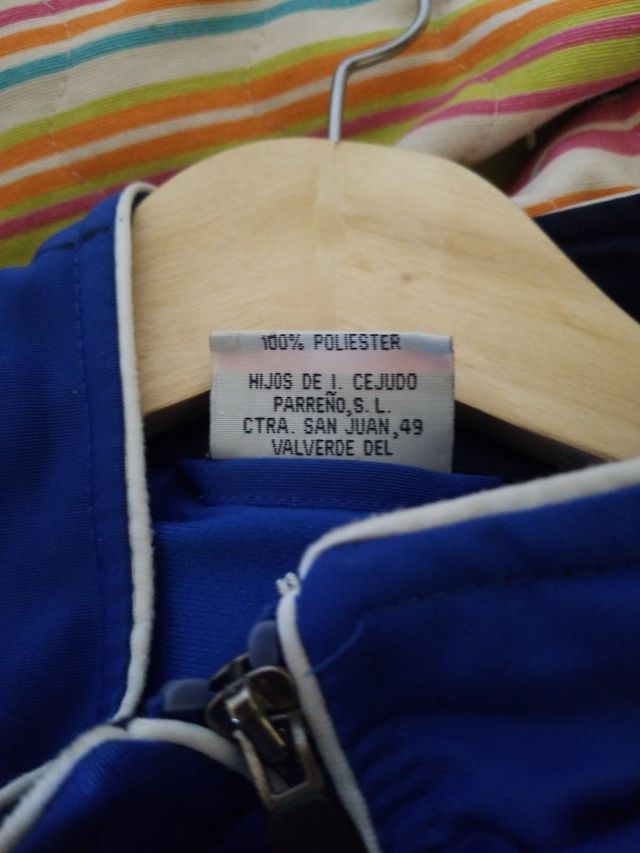 100% POLIESTER
HIJOS DE I. CEJUDO
PARREÑO,S.L.
CTRA. SAN JUAN,49
VALVERDE DEL